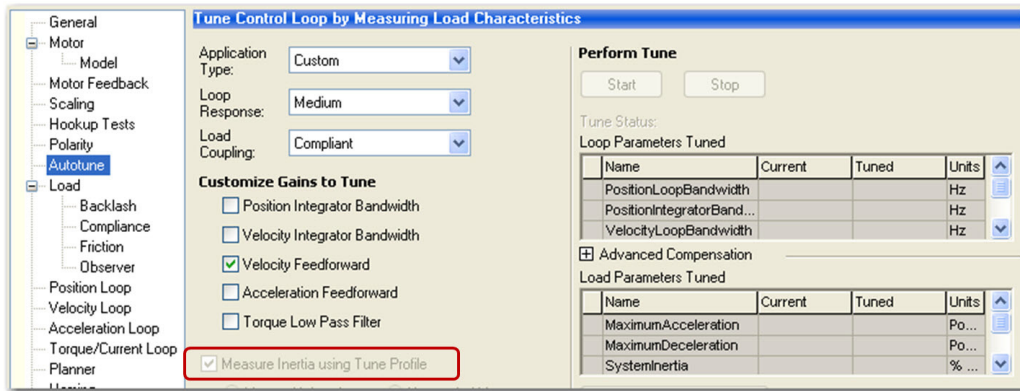 General
Motor
Model
Motor Feedback
Scaling
Hookup Tests
Polarity
Autotune
Load
Backlash
Compliance
Friction
Observer
Position Loop
Velocity Loop
Acceleration Loop
Torque/Current Loop
Planner
Tune Control Loop by Measuring Load Characteristics
Application
Type:
Custom
Loop
Response:
Medium
Load
Coupling:
Compliant
Customize Gains to Tune
Position Integrator Bandwidth
Velocity Integrator Bandwidth
Velocity Feedforward
Acceleration Feedforward
Torque Low Pass Filter
Measure Inertia using Tune Profile
Perform Tune
Start Stop
Tune Status:
Loop Parameters Tuned
Name Current Tuned Units
PositionLoopBandwidth Hz
PositionIntegratorBand... Hz
VelocityLoopBandwidth Hz
Advanced Compensation
Load Parameters Tuned
Name Current Tuned Units
MaximumAcceleration Po...
MaximumDeceleration Po...
SystemInertia % ...